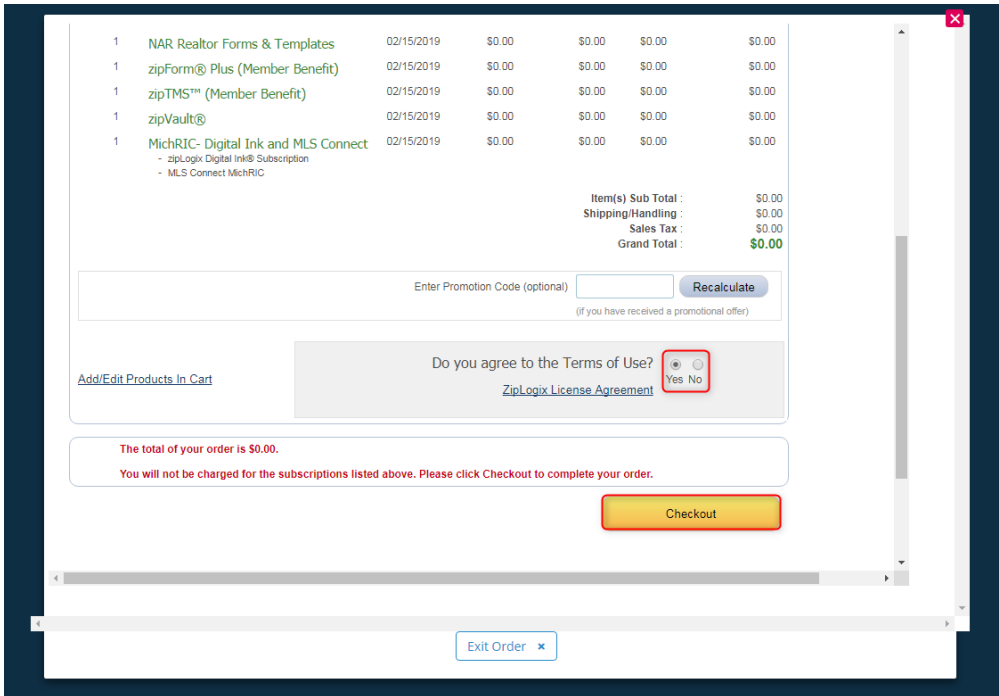 1 NAR Realtor Forms & Templates 02/15/2019 $0.00 $0.00 $0.00 $0.00
1 zipForm® Plus (Member Benefit) 02/15/2019 $0.00 $0.00 $0.00 $0.00
1 zipTMS™ (Member Benefit) 02/15/2019 $0.00 $0.00 $0.00 $0.00
1 zipVault® 02/15/2019 $0.00 $0.00 $0.00 $0.00
1 MichRIC- Digital Ink and MLS Connect 02/15/2019 $0.00 $0.00 $0.00 $0.00
- zipLogix Digital Ink® Subscription
- MLS Connect MichRIC
Item(s) Sub Total : $0.00
Shipping/Handling : $0.00
Sales Tax : $0.00
Grand Total : $0.00
Enter Promotion Code (optional) Recalculate
(if you have received a promotional offer)
Do you agree to the Terms of Use?
Yes No
Add/Edit Products In Cart
ZipLogix License Agreement
The total of your order is $0.00.
You will not be charged for the subscriptions listed above. Please click Checkout to complete your order.
Checkout
Exit Order ×